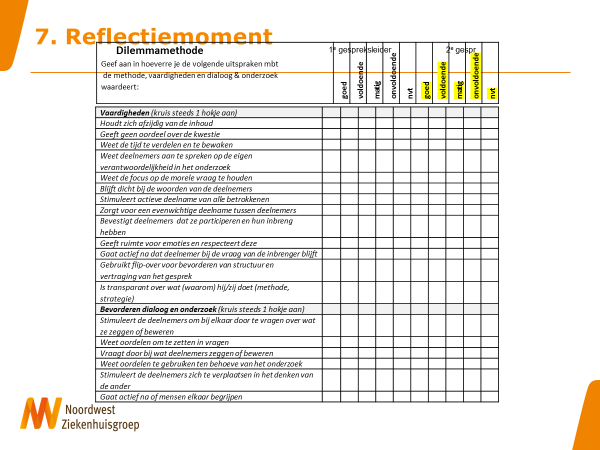 7. Reflectiemoment
Dilemmamethode
1e gespreksleider
2e gespr
Geef aan in hoeverre je de volgende uitspraken mbt
de methode, vaardigheden en dialoog & onderzoek
waardeert:
goed
voldoende
matig
onvoldoende
nvt
goed
voldoende
matig
onvoldoende
nvt
Vaardigheden (kruis steeds 1 hokje aan)
Houdt zich afzijdig van de inhoud
Geeft geen oordeel over de kwestie
Weet de tijd te verdelen en te bewaken
Weet deelnemers aan te spreken op de eigen
verantwoordelijkheid in het onderzoek
Weet de focus op de morele vraag te houden
Blijft dicht bij de woorden van de deelnemers
Stimuleert actieve deelname van alle betrokkenen
Zorgt voor een evenwichtige deelname tussen deelnemers
Bevestigt deelnemers dat ze participeren en hun inbreng
hebben
Geeft ruimte voor emoties en respecteert deze
Gaat actief na dat deelnemer bij de vraag van de inbrenger blijft
Gebruikt flip-over voor bevorderen van structuur en
vertraging van het gesprek
Is transparant over wat (waarom) hij/zij doet (methode,
strategie)
Bevorderen dialoog en onderzoek (kruis steeds 1 hokje aan)
Stimuleert de deelnemers om bij elkaar door te vragen over wat
ze zeggen of beweren
Weet oordelen om te zetten in vragen
Vraagt door bij wat deelnemers zeggen of beweren
Weet oordelen te gebruiken ten behoeve van het onderzoek
Stimuleert de deelnemers zich te verplaatsen in het denken van
de ander
Gaat actief na of mensen elkaar begrijpen
Noordwest
Ziekenhuisgroep